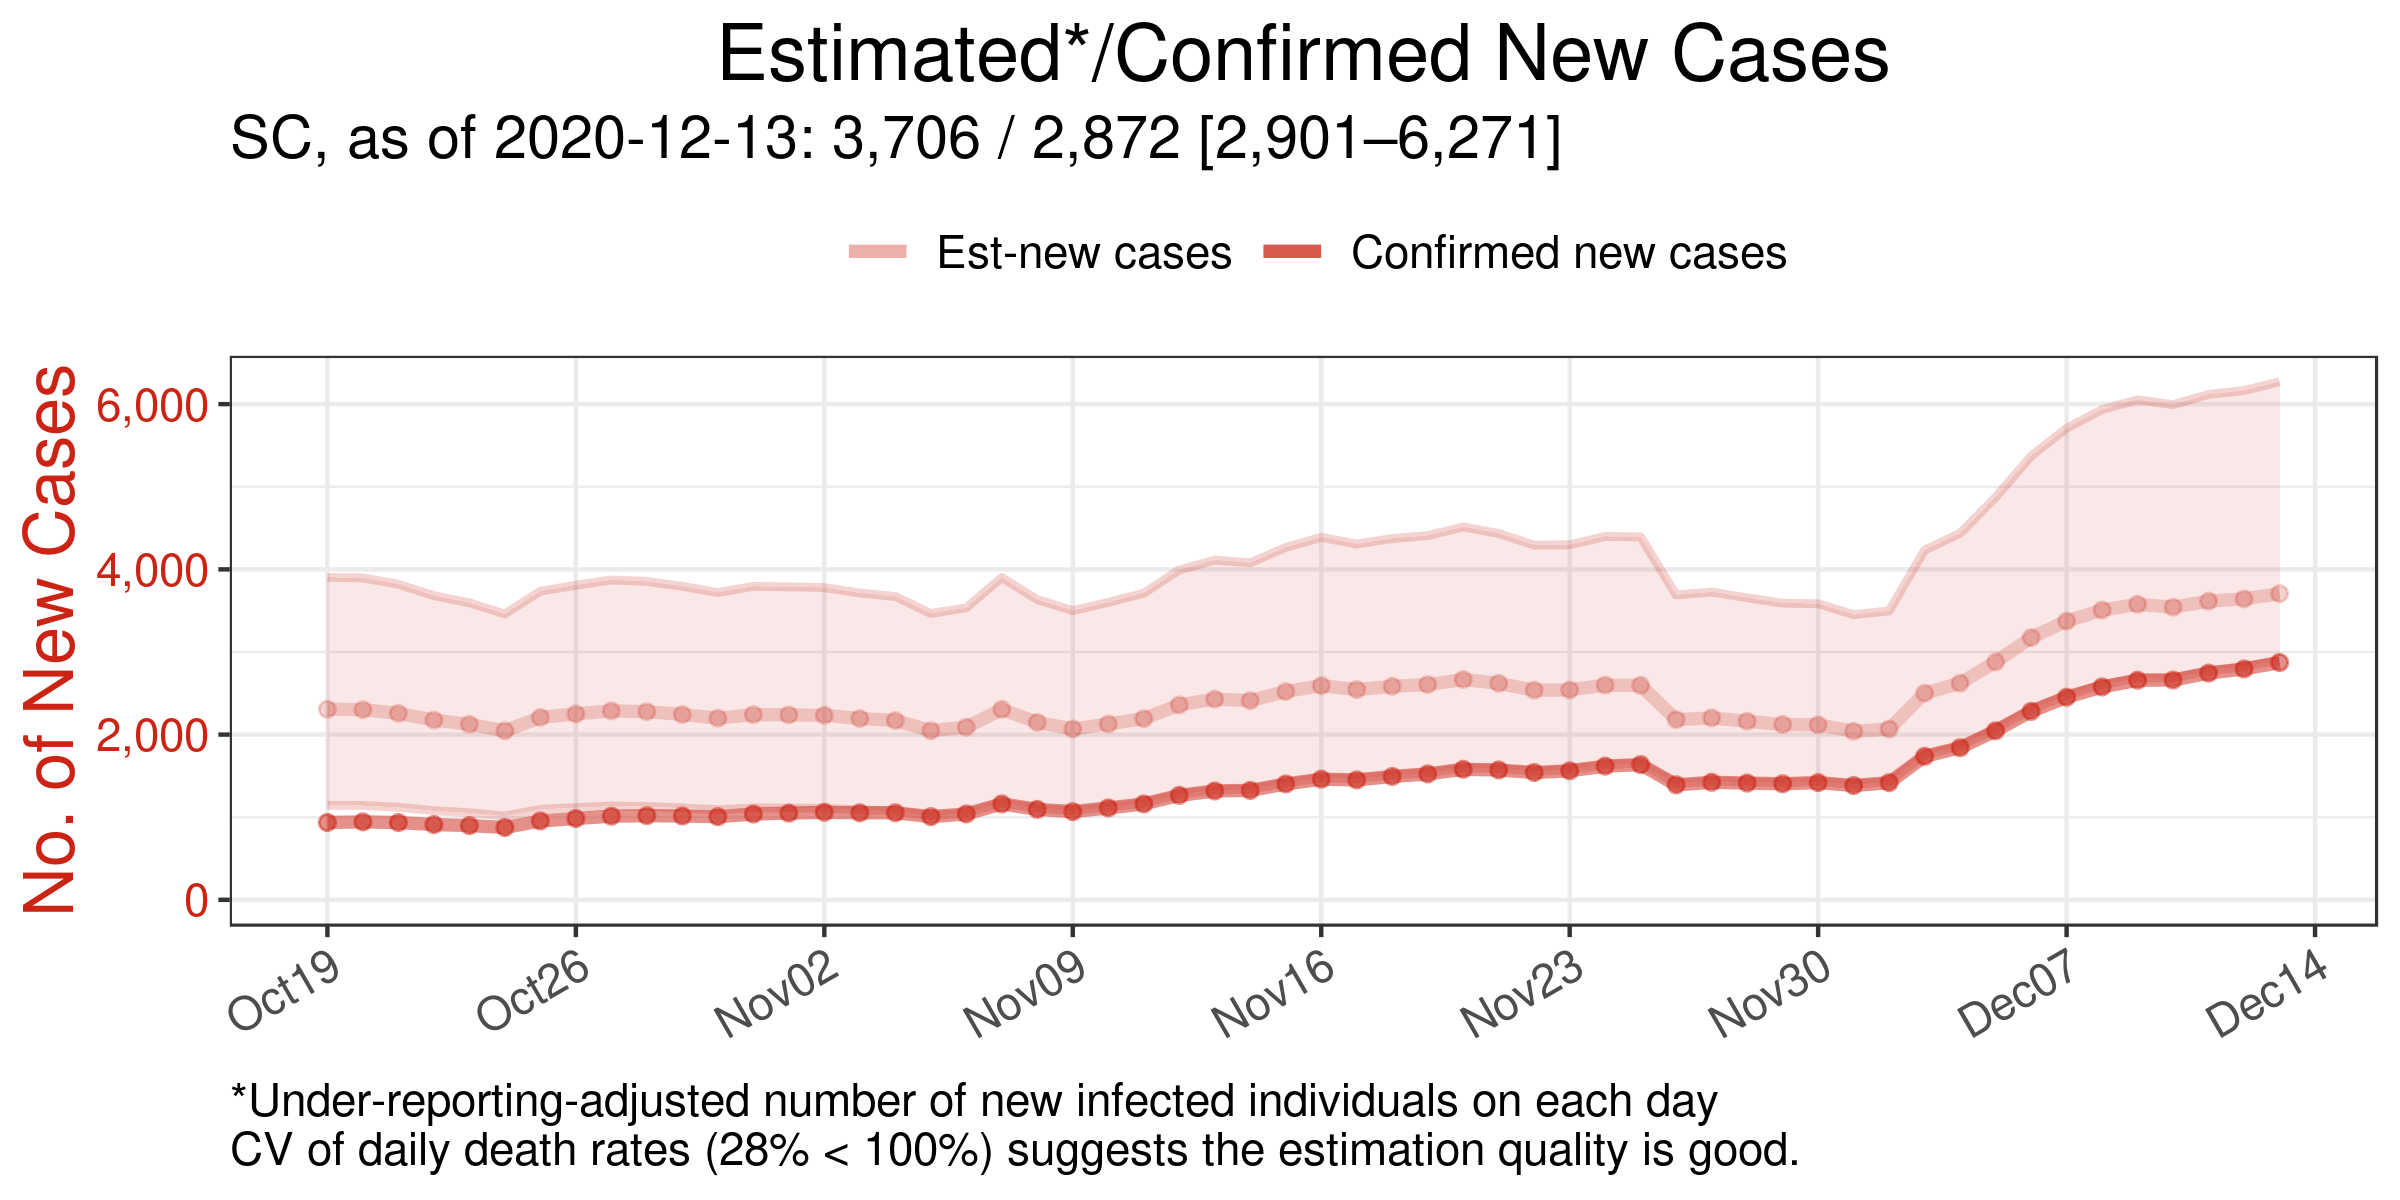 Estimated*/Confirmed New Cases
SC, as of 2020-12-13: 3,706 / 2,872 [2,901–6,271]
Est-new cases Confirmed new cases
No. of New Cases
6,000
4,000
2,000
0
Oct19 Oct26 Nov02 Nov09 Nov16 Nov23 Nov30 Dec07 Dec14
*Under-reporting-adjusted number of new infected individuals on each day
CV of daily death rates (28% < 100%) suggests the estimation quality is good.